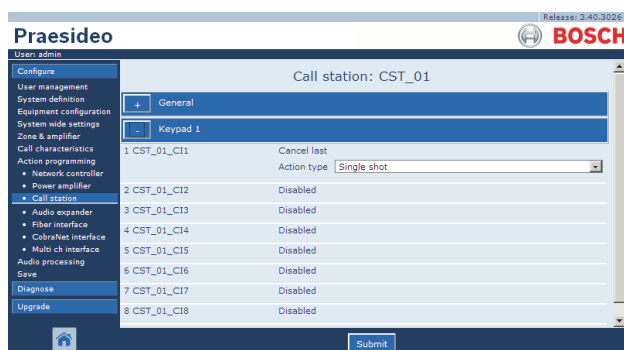 Release: 3.40.3026
Praesideo
BOSCH
User: admin
Configure
User management
System definition
Equipment configuration
System wide settings
Zone & amplifier
Call characteristics
Action programming
• Network controller
• Power amplifier
• Call station
• Audio expander
• Fiber interface
• CobraNet interface
• Multi ch interface
Audio processing
Save
Diagnose
Upgrade
Call station: CST_01
+ General
- Keypad 1
1 CST_01_CI1 Cancel last
Action type Single shot
2 CST_01_CI2 Disabled
3 CST_01_CI3 Disabled
4 CST_01_CI4 Disabled
5 CST_01_CI5 Disabled
6 CST_01_CI6 Disabled
7 CST_01_CI7 Disabled
8 CST_01_CI8 Disabled
Submit